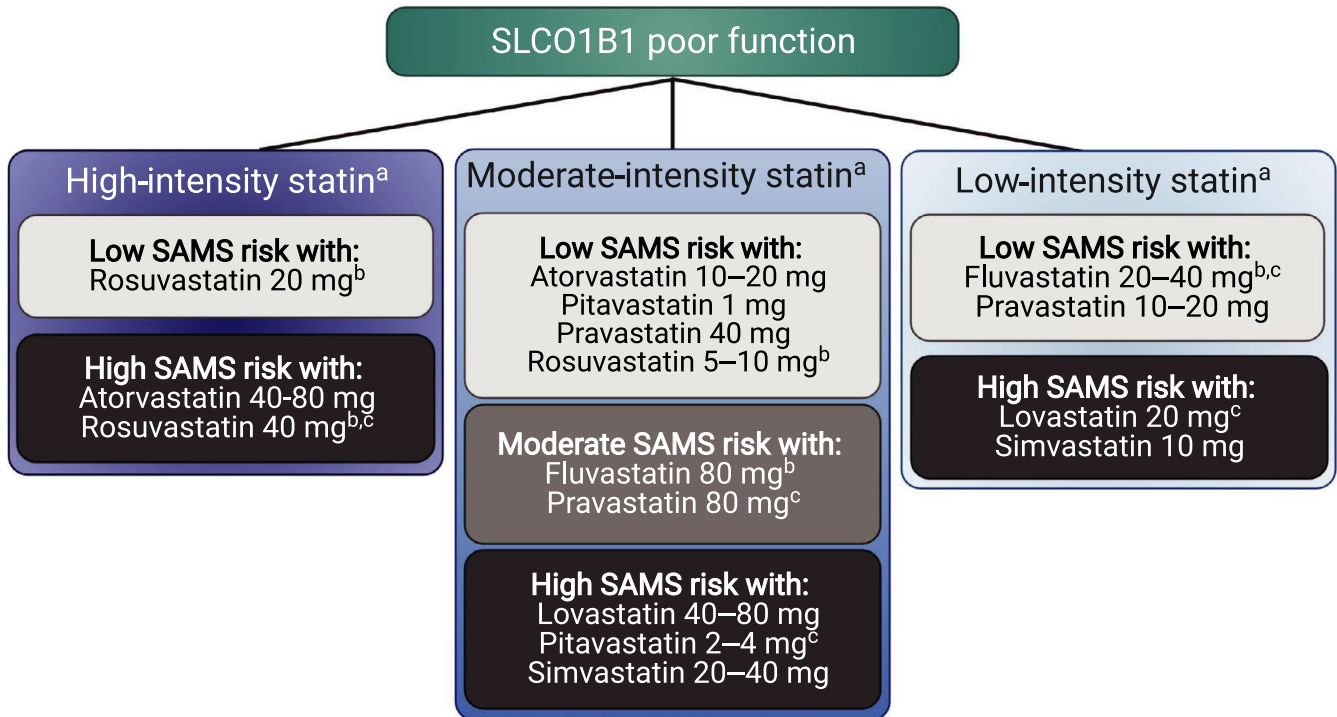 SLCO1B1 poor function
High-intensity statinᵃ
Low SAMS risk with:
Rosuvastatin 20 mgᵇ
High SAMS risk with:
Atorvastatin 40-80 mg
Rosuvastatin 40 mgᵇ,ᶜ
Moderate-intensity statinᵃ
Low SAMS risk with:
Atorvastatin 10–20 mg
Pitavastatin 1 mg
Pravastatin 40 mg
Rosuvastatin 5–10 mgᵇ
Moderate SAMS risk with:
Fluvastatin 80 mgᵇ
Pravastatin 80 mgᶜ
High SAMS risk with:
Lovastatin 40–80 mg
Pitavastatin 2–4 mgᶜ
Simvastatin 20–40 mg
Low-intensity statinᵃ
Low SAMS risk with:
Fluvastatin 20–40 mgᵇ,ᶜ
Pravastatin 10–20 mg
High SAMS risk with:
Lovastatin 20 mgᶜ
Simvastatin 10 mg